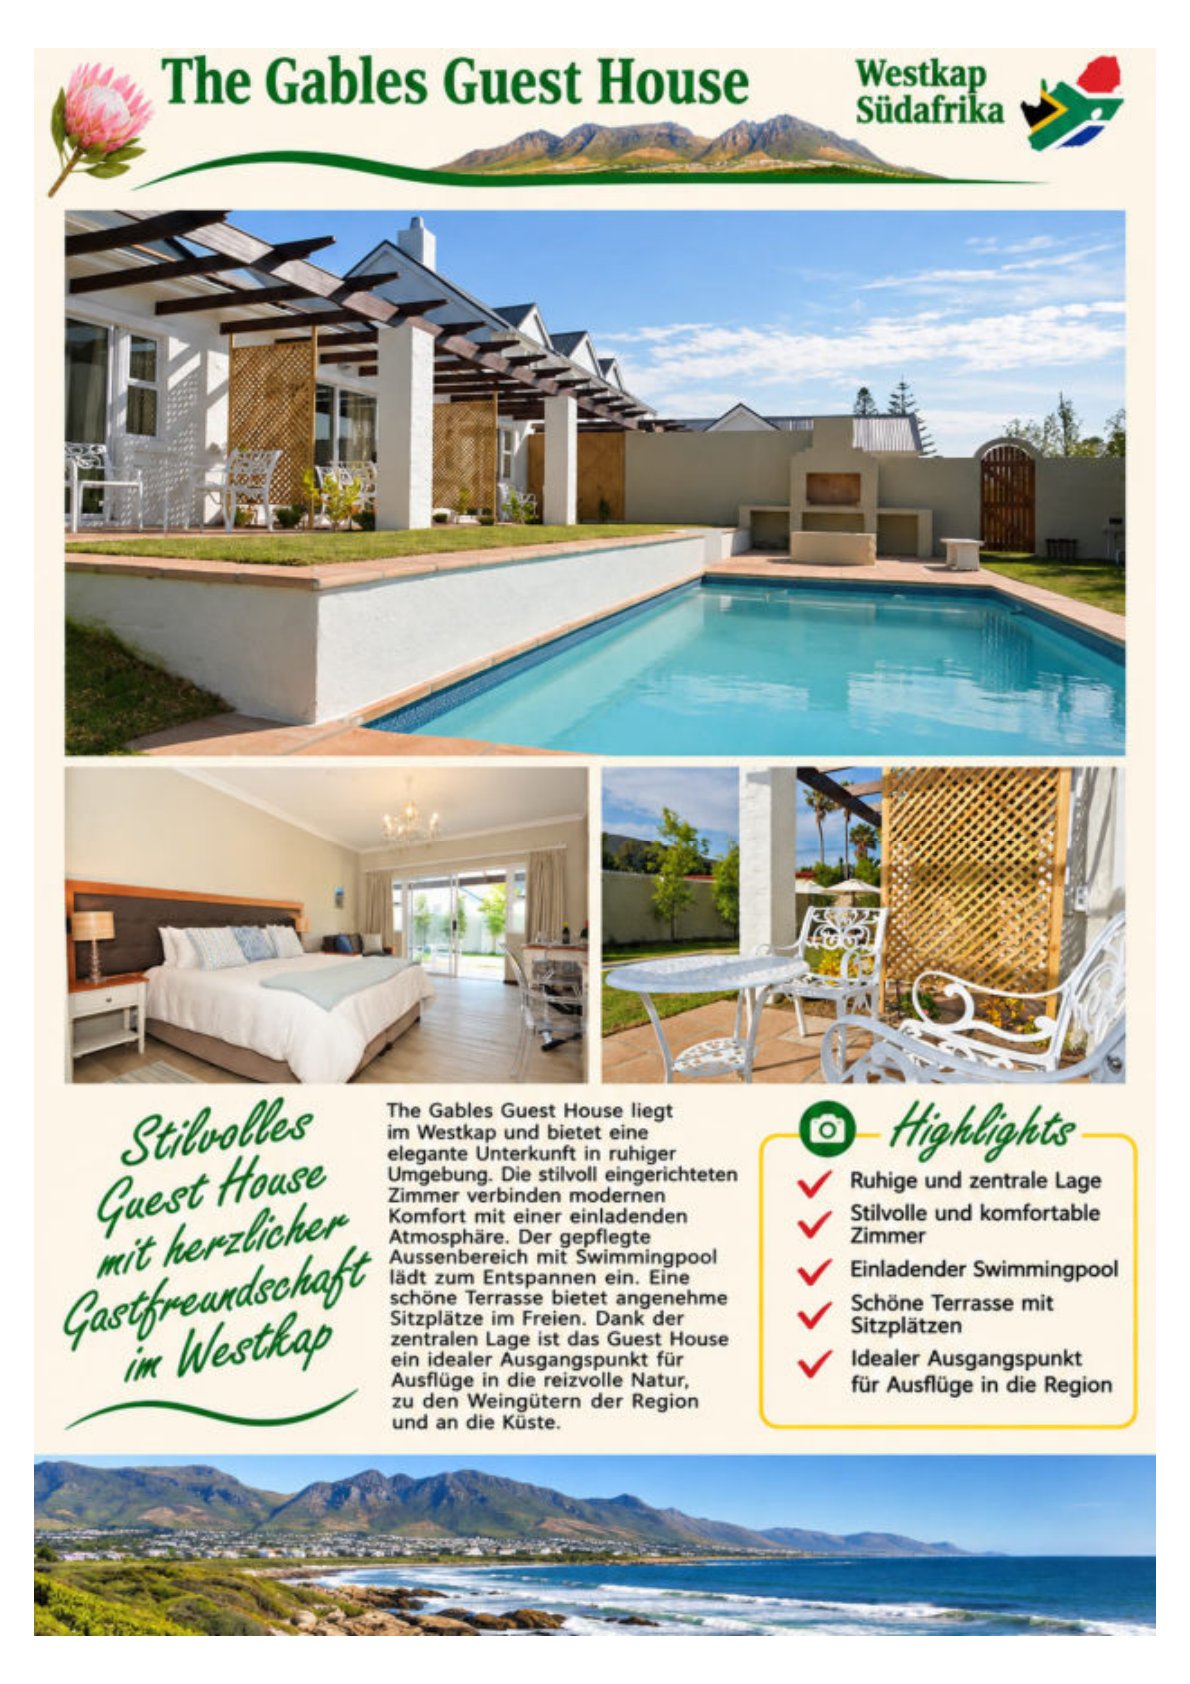 The Gables Guest House
Westkap
Südafrika
Stilvolles
Guest House
mit herzlicher
Gastfreundschaft
im Westkap
The Gables Guest House liegt
im Westkap und bietet eine
elegante Unterkunft in ruhiger
Umgebung. Die stilvoll eingerichteten
Zimmer verbinden modernen
Komfort mit einer einladenden
Atmosphäre. Der gepflegte
Aussenbereich mit Swimmingpool
lädt zum Entspannen ein. Eine
schöne Terrasse bietet angenehme
Sitzplätze im Freien. Dank der
zentralen Lage ist das Guest House
ein idealer Ausgangspunkt für
Ausflüge in die reizvolle Natur,
zu den Weingütern der Region
und an die Küste.
Highlights
Ruhige und zentrale Lage
Stilvolle und komfortable
Zimmer
Einladender Swimmingpool
Schöne Terrasse mit
Sitzplätzen
Idealer Ausgangspunkt
für Ausflüge in die Region